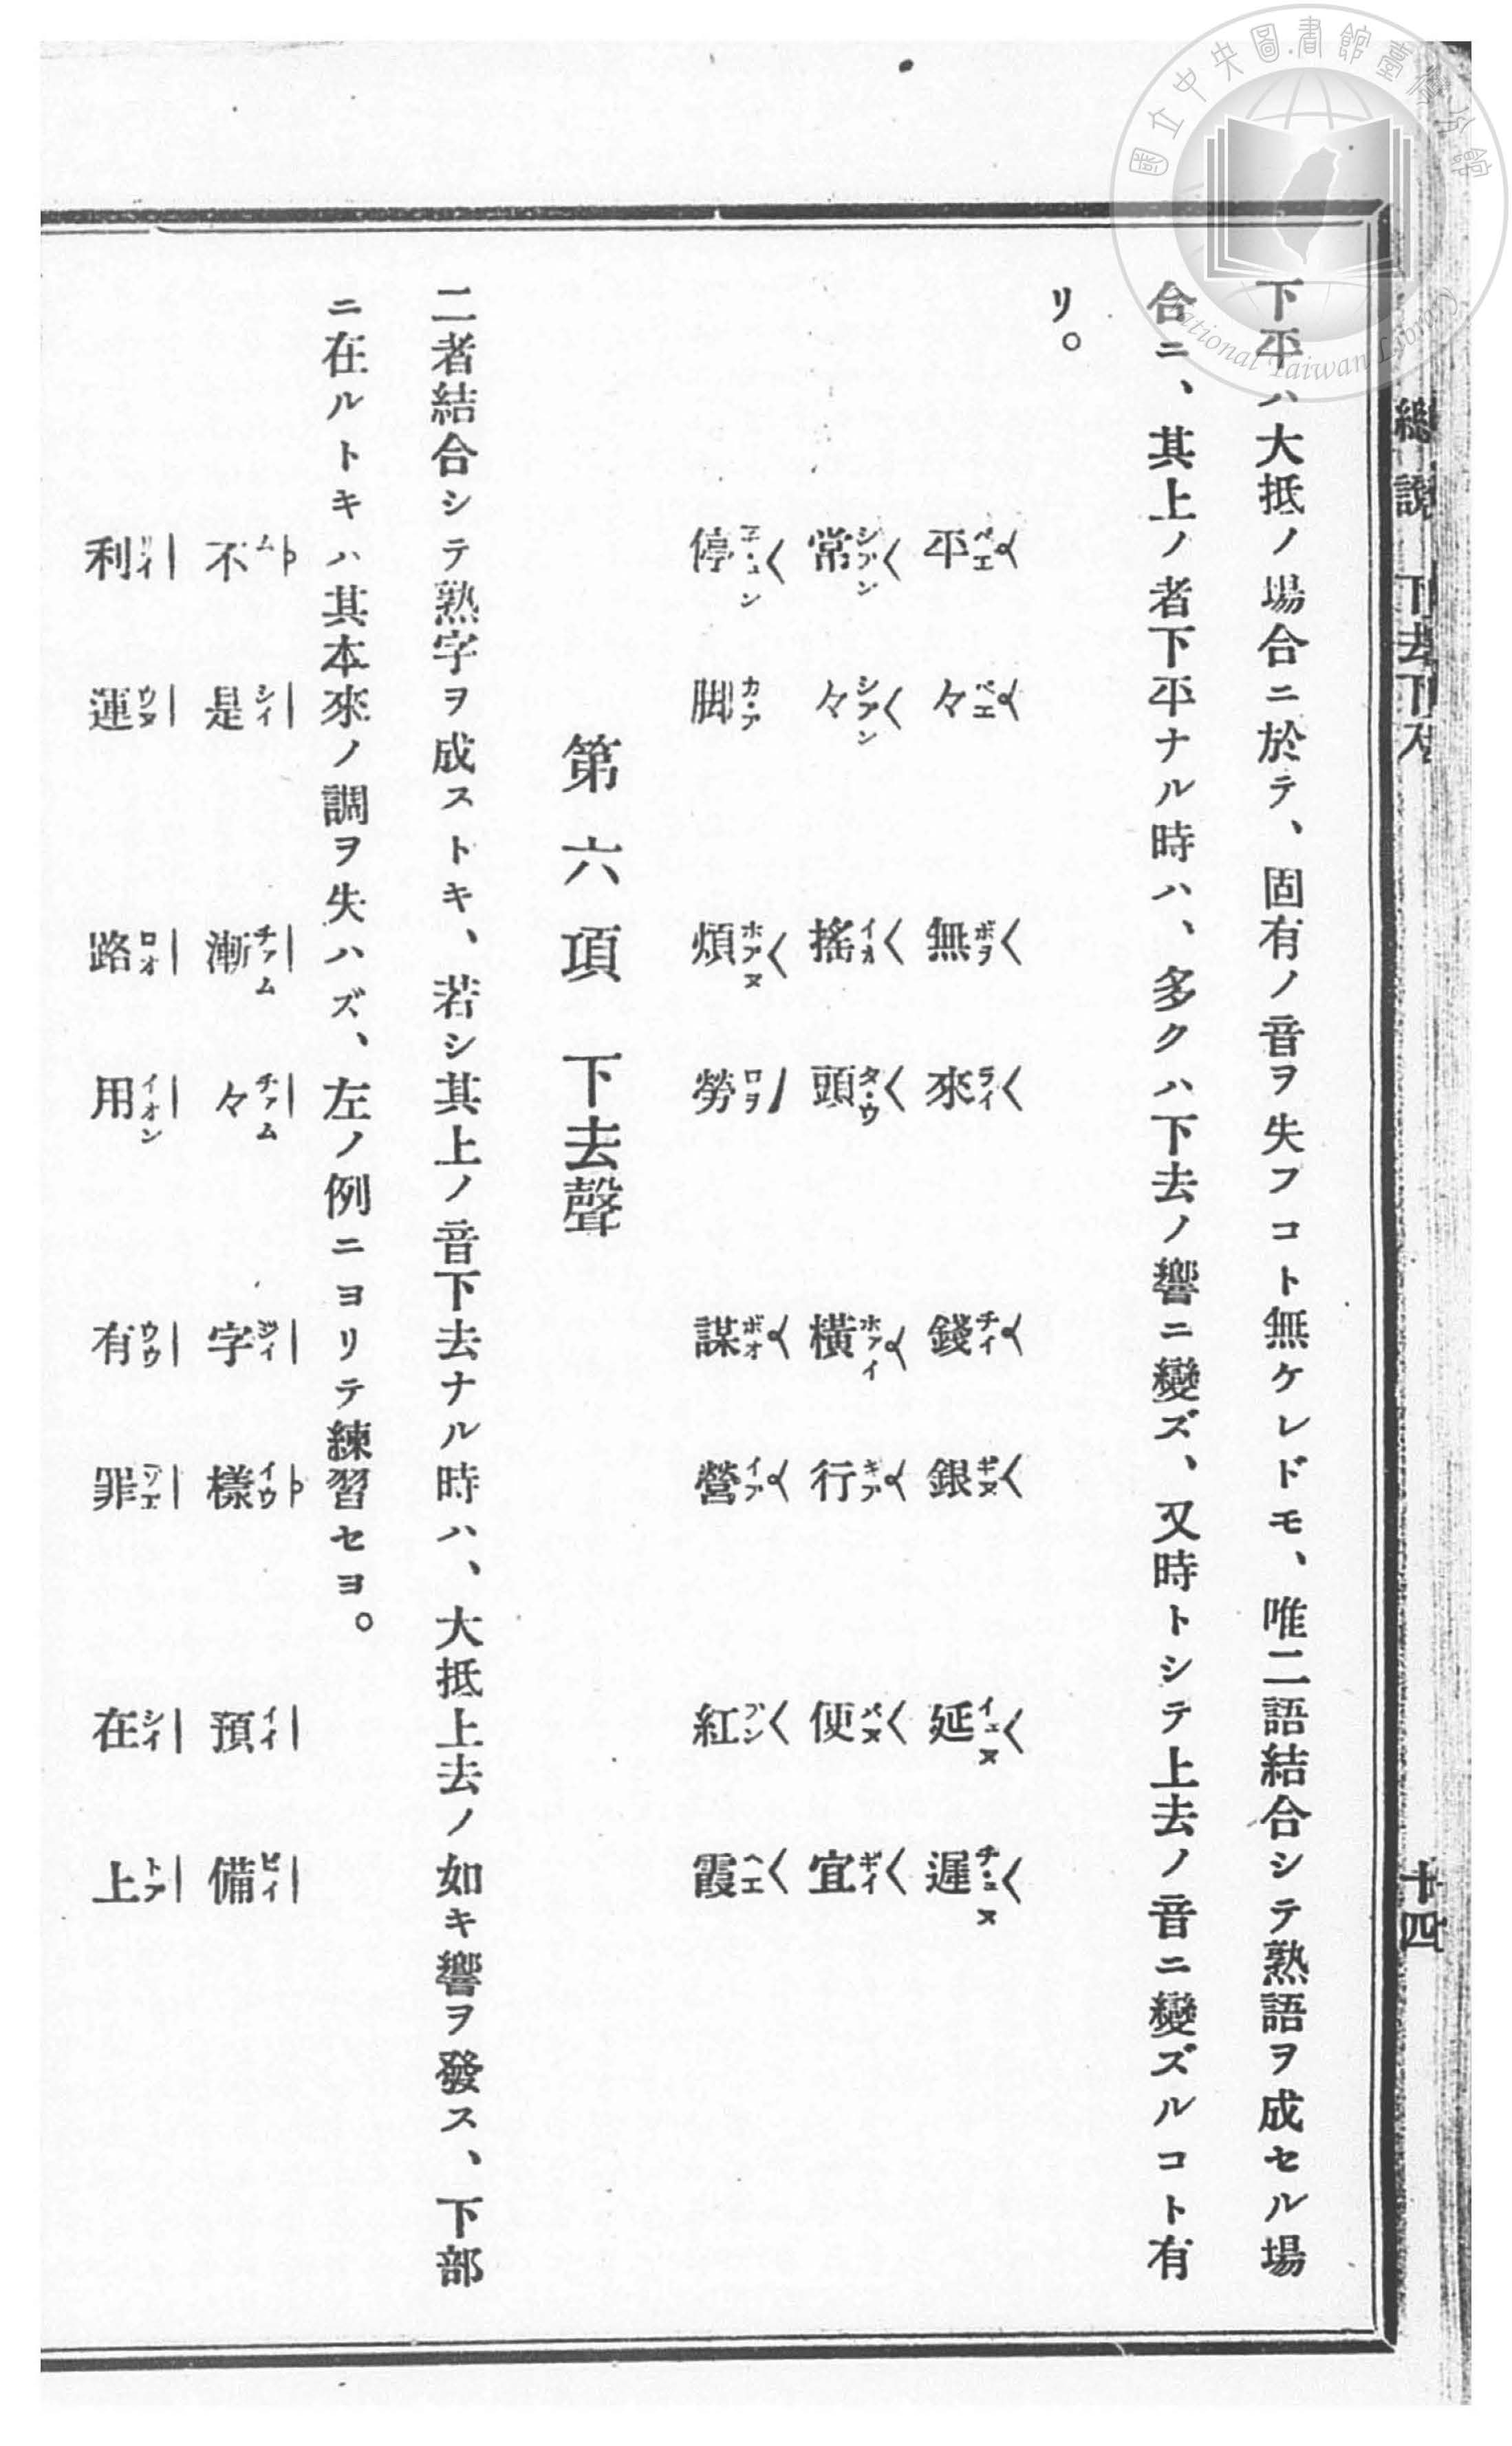 國立中央圖書館臺灣分館
National Taiwan Library
總說 下去
十四
下平ハ大抵ノ場合ニ於テ、固有ノ音ヲ失フコト無ケレドモ、唯二語結合シテ熟語ヲ成セル場
合ニ、其上ノ者下平ナル時ハ、多クハ下去ノ響ニ變ズ、又時トシテ上去ノ音ニ變ズルコト有
リ。
平ペエ 々ペエ 無ボヲ 來ライ 錢チイ 銀ギヌ 延イエヌ 遲チユヌ
常シアン 々シアン 搖イオ 頭タウ 橫ホアイ 行キア 便パヌ 宜ギイ
停 脚カア 煩ホアヌ 勞ロヲ 謀ボオ 營イア 紅アン 霞ヘエ
第六項 下去聲
二者結合シテ熟字ヲ成ストキ、若シ其上ノ音下去ナル時ハ、大抵上去ノ如キ響ヲ發ス、下部
ニ在ルトキハ其本來ノ調ヲ失ハズ、左ノ例ニヨリテ練習セヨ。
不ム 是シイ 漸チアム 々チアム 字ジイ 樣イウ 預イイ 備ピイ
利リイ 運ウヌ 路ロオ 用イオン 有ウウ 罪ツエ 在 上